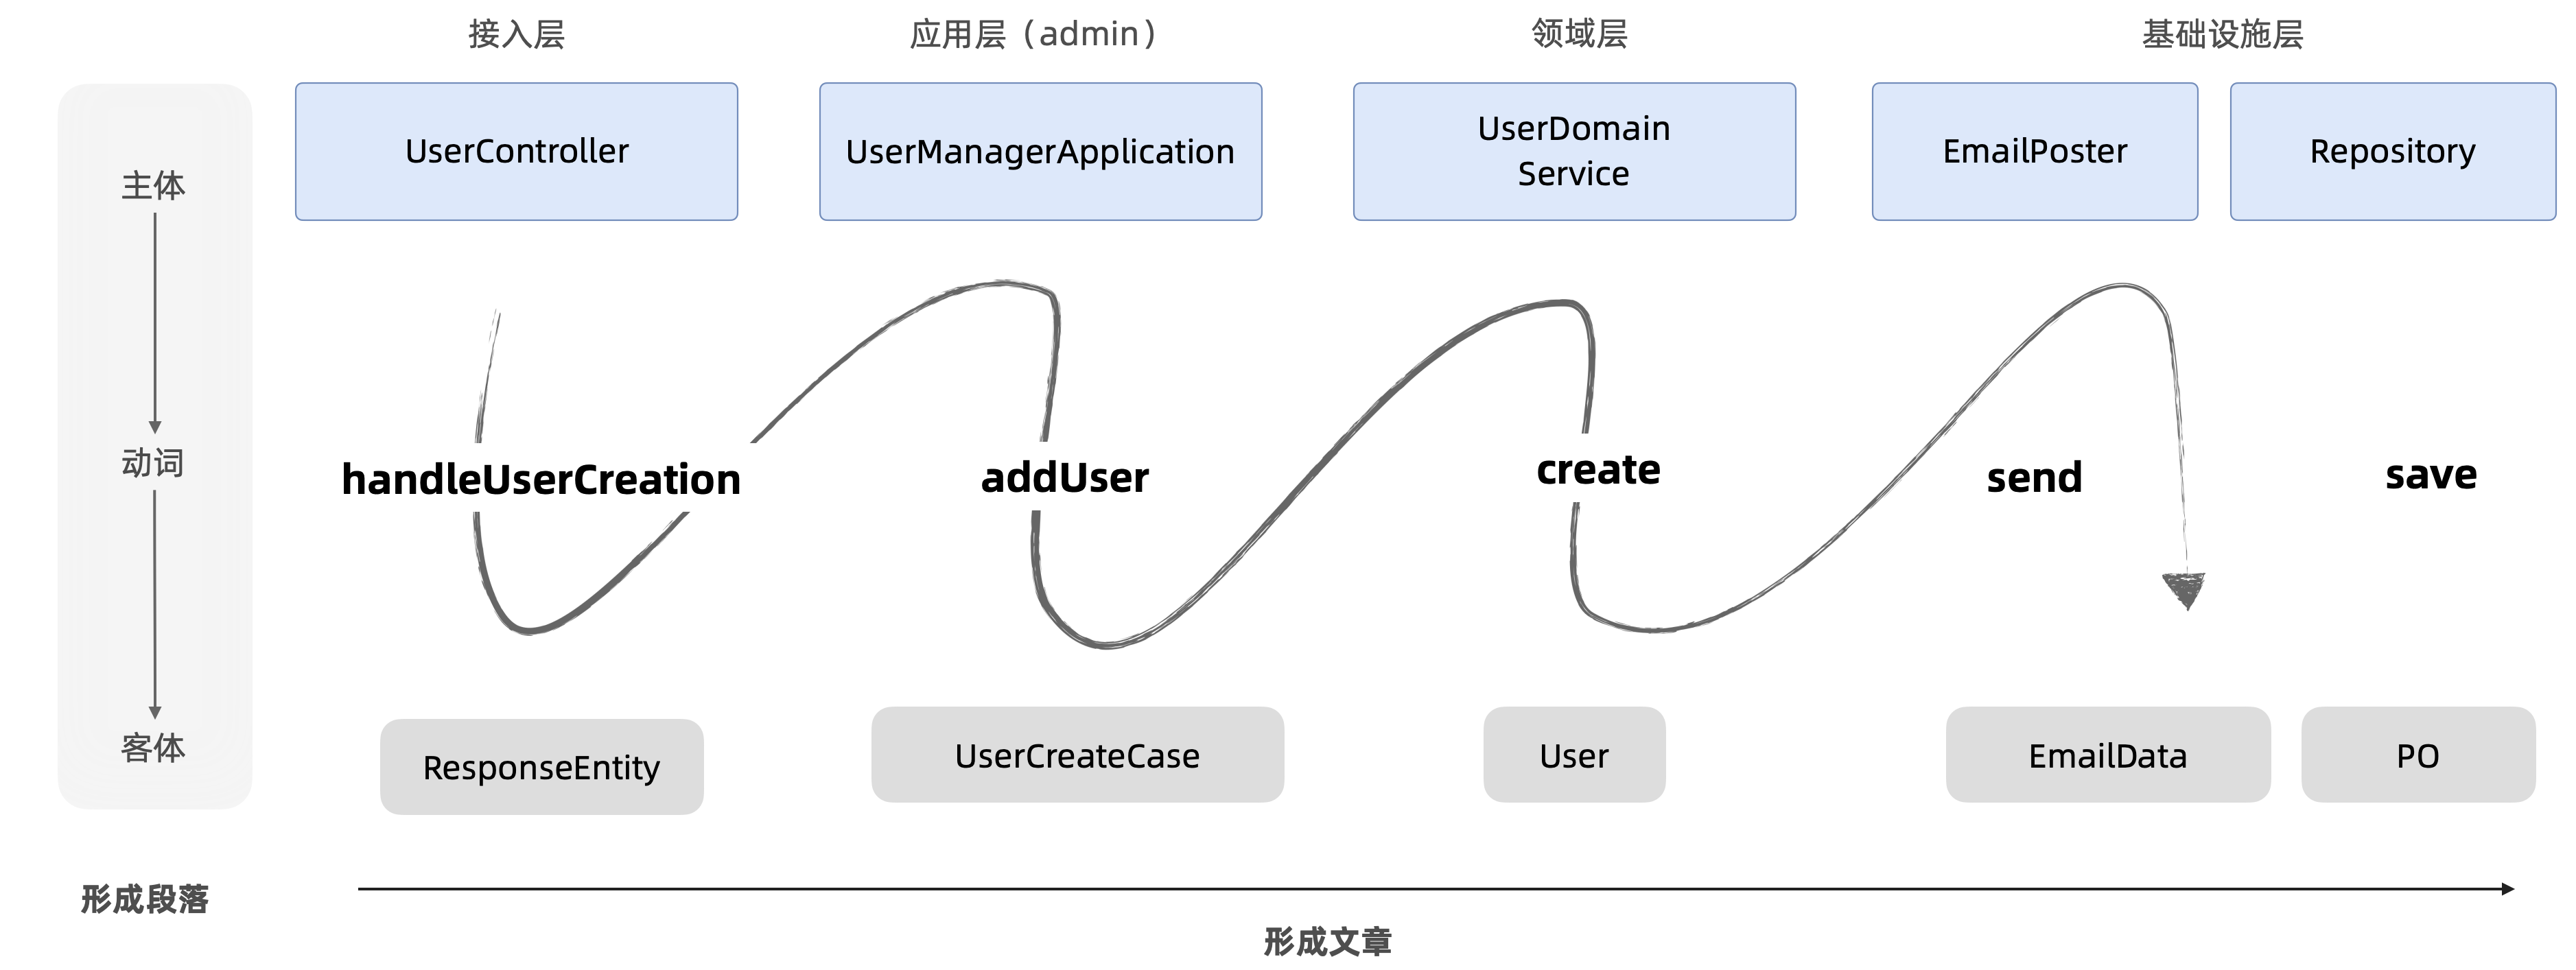 接入层
应用层（admin）
领域层
基础设施层
主体
UserController
UserManagerApplication
UserDomain
Service
EmailPoster
Repository
动词
handleUserCreation
addUser
create
send
save
客体
ResponseEntity
UserCreateCase
User
EmailData
PO
形成段落
形成文章